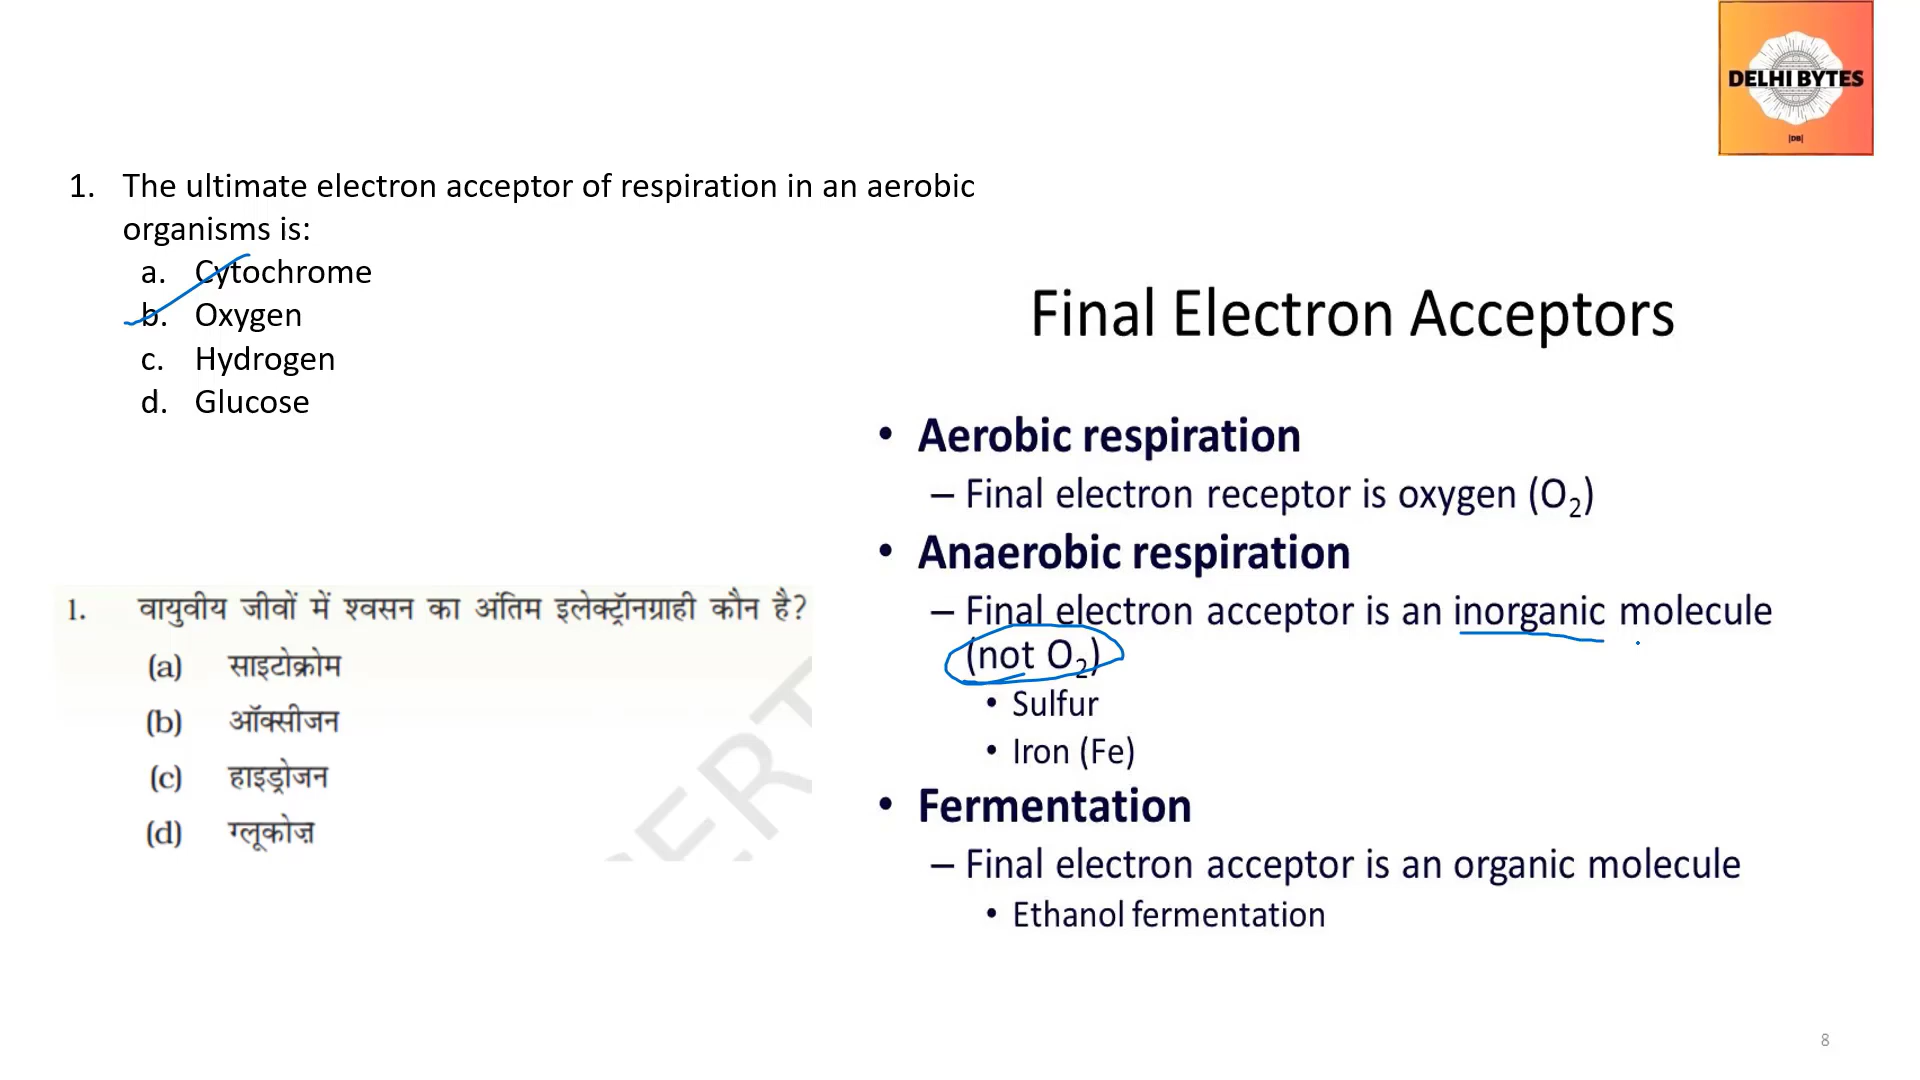 DELHI BYTES
|DB|
1. The ultimate electron acceptor of respiration in an aerobic
organisms is:
a. Cytochrome
b. Oxygen
c. Hydrogen
d. Glucose
Final Electron Acceptors
• Aerobic respiration
– Final electron receptor is oxygen (O₂)
• Anaerobic respiration
– Final electron acceptor is an inorganic molecule
(not O₂)
• Sulfur
• Iron (Fe)
• Fermentation
– Final electron acceptor is an organic molecule
• Ethanol fermentation
1. वायुवीय जीवों में श्वसन का अंतिम इलेक्ट्रॉनग्राही कौन है?
(a) साइटोक्रोम
(b) ऑक्सीजन
(c) हाइड्रोजन
(d) ग्लूकोज़
8